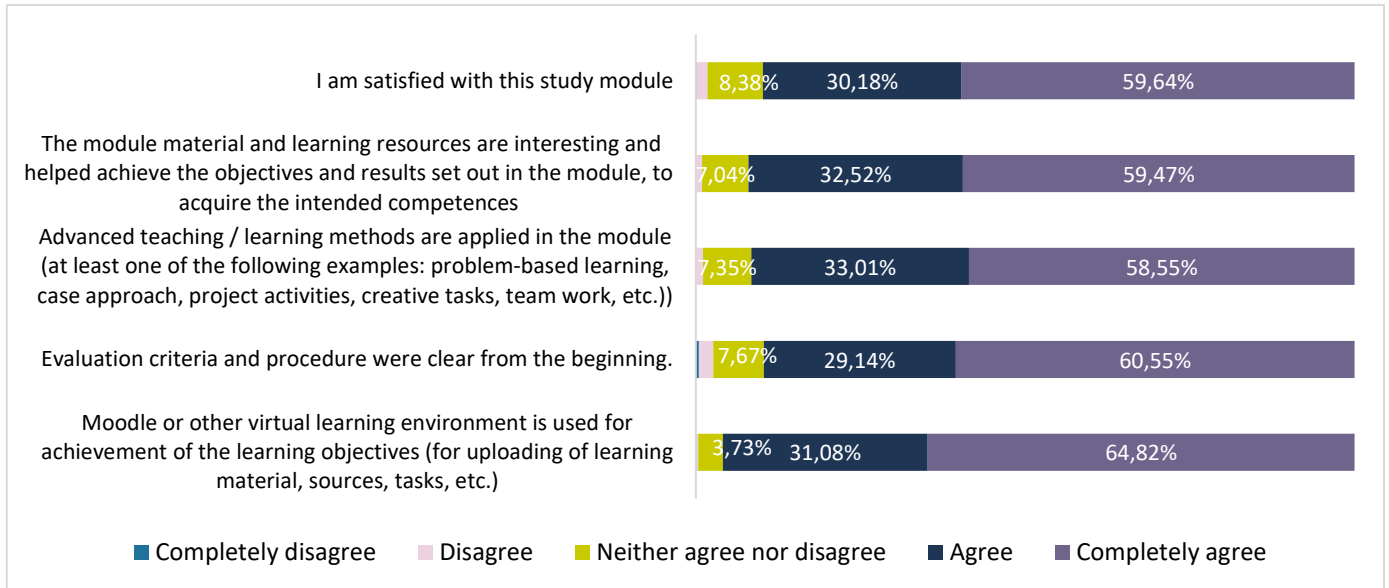 I am satisfied with this study module
8,38% 30,18% 59,64%
The module material and learning resources are interesting and
helped achieve the objectives and results set out in the module, to
acquire the intended competences
7,04% 32,52% 59,47%
Advanced teaching / learning methods are applied in the module
(at least one of the following examples: problem-based learning,
case approach, project activities, creative tasks, team work, etc.))
7,35% 33,01% 58,55%
Evaluation criteria and procedure were clear from the beginning.
7,67% 29,14% 60,55%
Moodle or other virtual learning environment is used for
achievement of the learning objectives (for uploading of learning
material, sources, tasks, etc.)
3,73% 31,08% 64,82%
Completely disagree Disagree Neither agree nor disagree Agree Completely agree